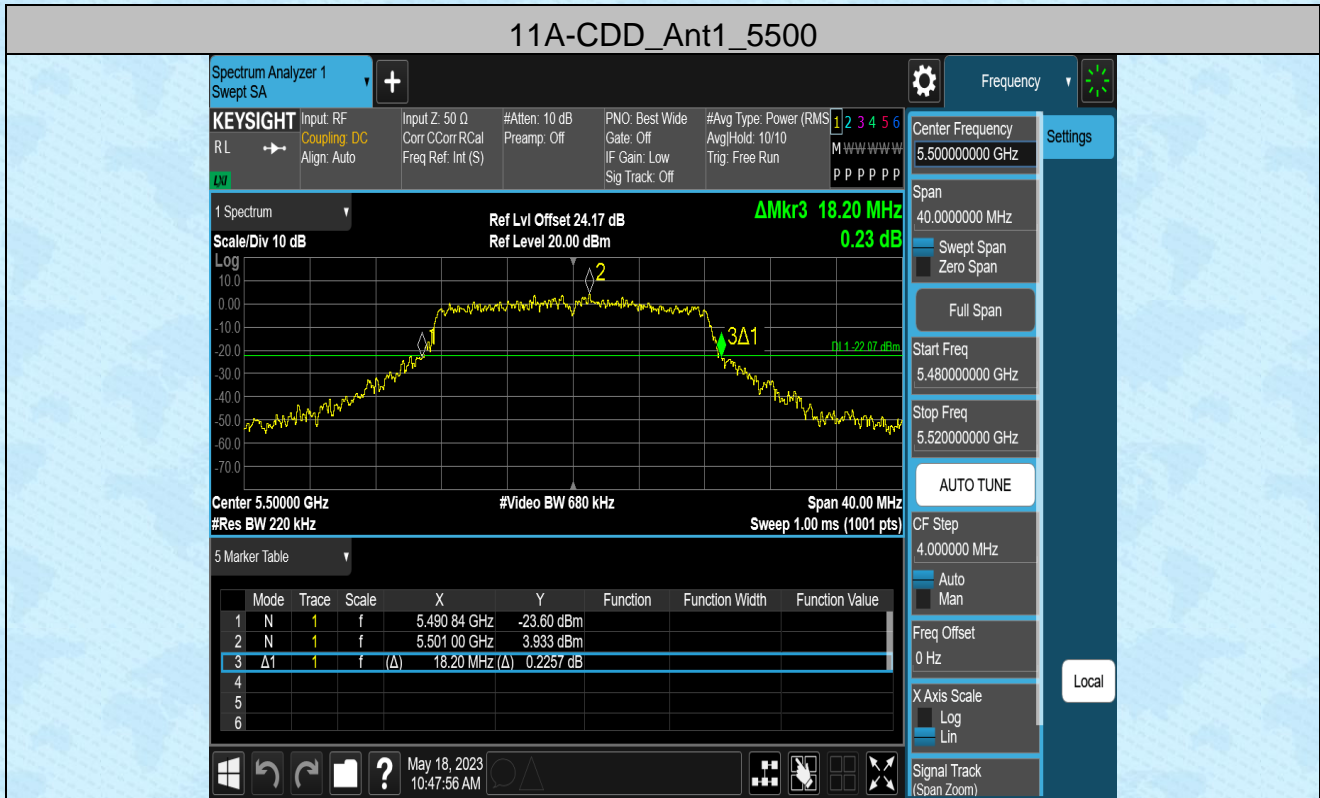 11A-CDD_Ant1_5500
Spectrum Analyzer 1
Swept SA
Frequency
KEYSIGHT
RL
LXI
Input: RF
Coupling: DC
Align: Auto
Input Z: 50 Ω
Corr CCorr RCal
Freq Ref: Int (S)
#Atten: 10 dB
Preamp: Off
PNO: Best Wide
Gate: Off
IF Gain: Low
Sig Track: Off
#Avg Type: Power (RMS
Avg|Hold: 10/10
Trig: Free Run
1 2 3 4 5 6
M W W W W W
P P P P P P
1 Spectrum
Scale/Div 10 dB
Ref Lvl Offset 24.17 dB
Ref Level 20.00 dBm
ΔMkr3 18.20 MHz
0.23 dB
Log
10.0
0.00
-10.0
-20.0
-30.0
-40.0
-50.0
-60.0
-70.0
1
2
3Δ1
DL1 -22.07 dBm
Center 5.50000 GHz
#Video BW 680 kHz
Span 40.00 MHz
#Res BW 220 kHz
Sweep 1.00 ms (1001 pts)
5 Marker Table
Mode Trace Scale X Y Function Function Width Function Value
1 N 1 f 5.490 84 GHz -23.60 dBm
2 N 1 f 5.501 00 GHz 3.933 dBm
3 Δ1 1 f (Δ) 18.20 MHz (Δ) 0.2257 dB
4
5
6
May 18, 2023
10:47:56 AM
?
Center Frequency
5.500000000 GHz
Settings
Span
40.0000000 MHz
Swept Span
Zero Span
Full Span
Start Freq
5.480000000 GHz
Stop Freq
5.520000000 GHz
AUTO TUNE
CF Step
4.000000 MHz
Auto
Man
Freq Offset
0 Hz
X Axis Scale
Log
Lin
Local
Signal Track
(Span Zoom)